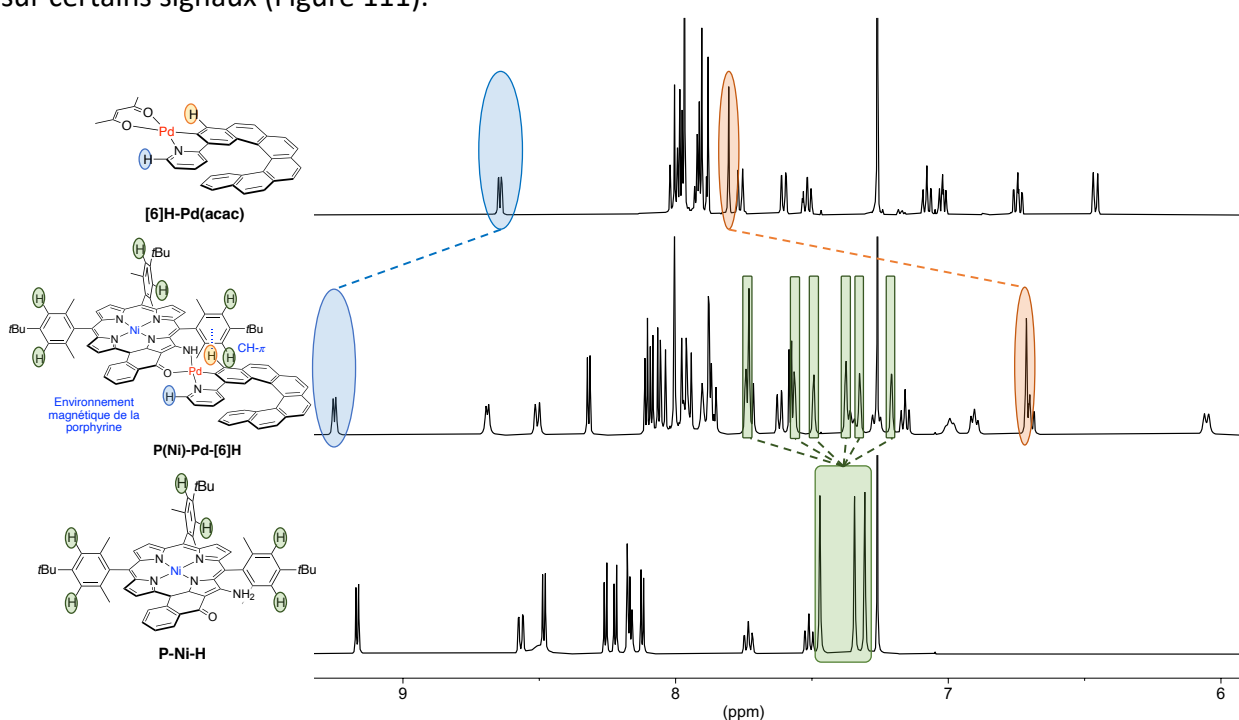 sur certains signaux (Figure 111).
H
O
O
Pd
N
H
[6]H-Pd(acac)
H
tBu
H
H
H
tBu
N
N
Ni
N
N
tBu
H
NH
H
H
CH-π
O
Pd
N
H
Environnement
magnétique de la
porphyrine
P(Ni)-Pd-[6]H
H
tBu
H
H
H
N
N
tBu
Ni
tBu
N
N
H
NH2
H
O
P-Ni-H
9
8
7
6
(ppm)